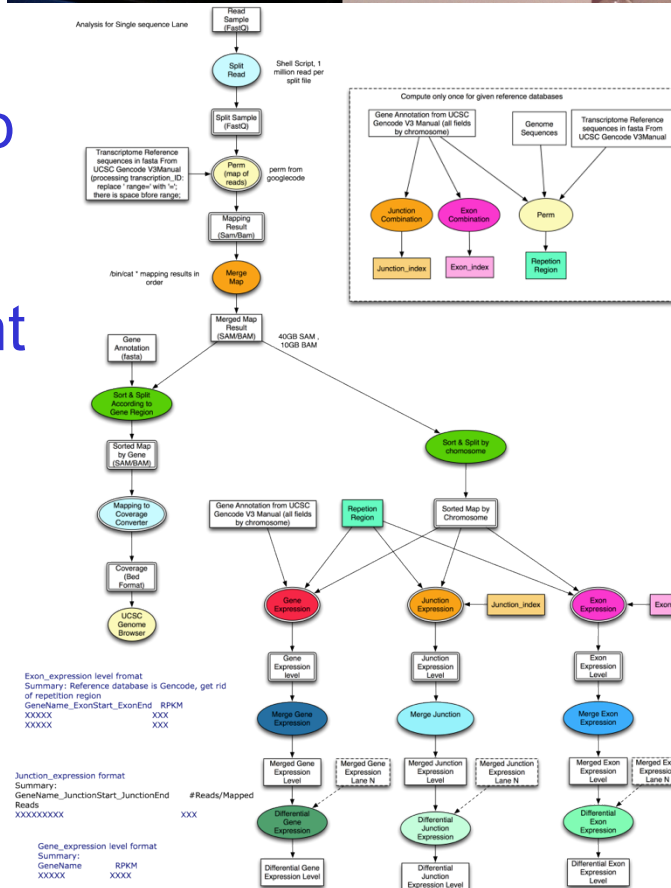 Analysis for Single sequence Lane
Read
Sample
(FastQ)
Split
Read
Shell Script, 1
million read per
split file
Split Sample
(FastQ)
Transcriptome Reference
sequences in fasta From
UCSC Gencode V3Manual
(processing transcription_ID:
replace ' range=' with '=';
there is space bfore range;
Perm
(map of
reads)
perm from
googlecode
Mapping
Result
(Sam/Bam)
/bin/cat * mapping results in
order
Merge
Map
Merged Map
Result
(SAM/BAM)
40GB SAM ,
10GB BAM
Compute only once for given reference databases
Gene Annotation from UCSC
Gencode V3 Manual (all fields
by chromosome)
Genome
Sequences
Transcriptome Reference
sequences in fasta From
UCSC Gencode V3Manual
Junction
Combination
Exon
Combination
Perm
Junction_index
Exon_index
Repetion
Region
nt
Gene
Annotation
(fasta)
Sort & Split
According to
Gene Region
Sorted Map
by Gene
(SAM/BAM)
Mapping to
Coverage
Converter
Coverage
(Bed
Format)
UCSC
Genome
Browser
Sort & Split by
chomosome
Gene Annotation from UCSC
Gencode V3 Manual (all fields
by chromosome)
Repetion
Region
Sorted Map by
Chromosome
Gene
Expression
Junction
Expression
Junction_index
Exon
Expression
Exon
Gene
Expression
level
Junction
Expression
Level
Exon
Expression
Level
Merge Gene
Expression
Merge Junction
Merge Exon
Expression
Merged Gene
Expression
Level
Merged Gene
Expression
Lane N
Merged Junction
Expression
Level
Merged Junction
Expression
Lane N
Merged Exon
Expression
Level
Merged Ex
Expressio
Lane N
Differential
Gene
Expression
Differential
Junction
Expression
Differential
Exon
Expression
Differential Gene
Expression Level
Differential
Junction
Expression Level
Differential Exon
Expression Level
Exon_expression level fromat
Summary: Reference database is Gencode, get rid
of repetition region
GeneName_ExonStart_ExonEnd RPKM
XXXXX XXX
XXXXX XXX
Junction_expression format
Summary:
GeneName_JunctionStart_JunctionEnd #Reads/Mapped
Reads
XXXXXXXXX XXX
Gene_expression level format
Summary:
GeneName RPKM
XXXXX XXXX